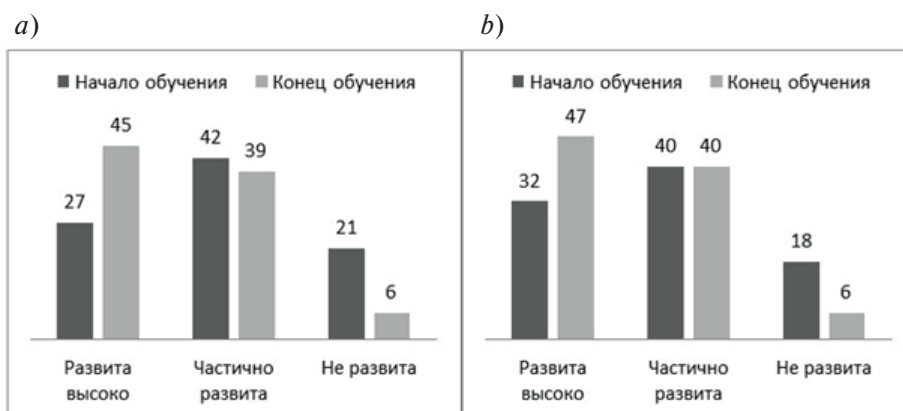 a)
Начало обучения Конец обучения
45
42
39
27
21
6
Развита высоко
Частично развита
Не развита
b)
Начало обучения Конец обучения
47
40 40
32
18
6
Развита высоко
Частично развита
Не развита